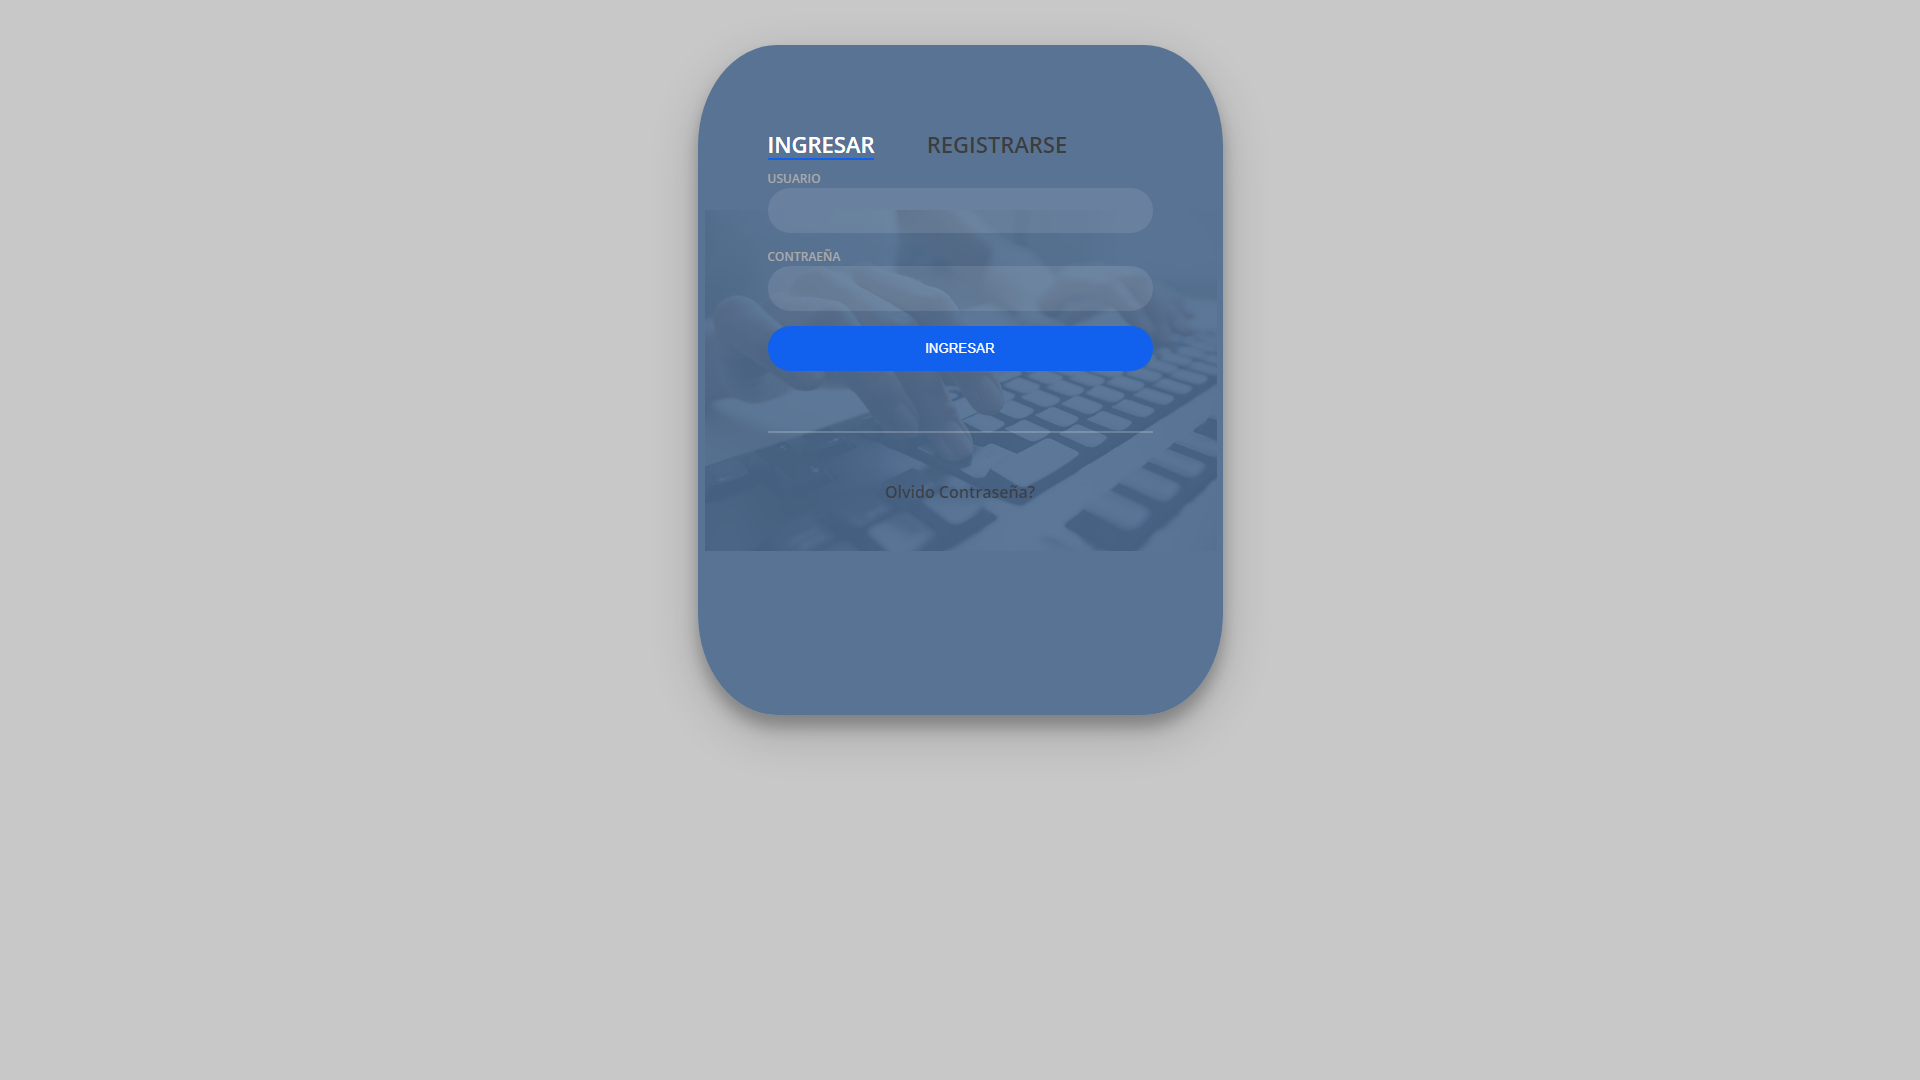 INGRESAR REGISTRARSE
USUARIO
CONTRAEÑA
INGRESAR
Olvido Contraseña?